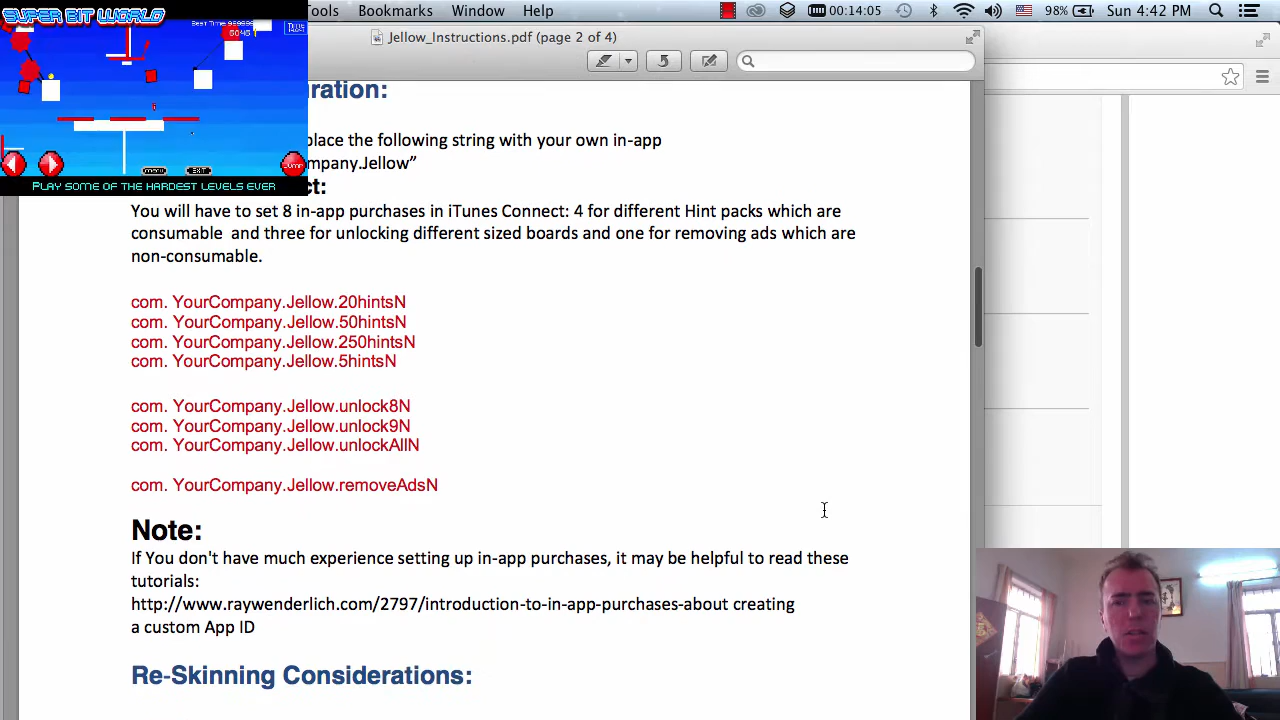 SUPER BIT WORLD
PLAY SOME OF THE HARDEST LEVELS EVER
MENU
EXIT
JUMP
ools
Bookmarks
Window
Help
00:14:05
98%
Sun 4:42 PM
Jellow_Instructions.pdf (page 2 of 4)
uration:
place the following string with your own in-app
ompany.Jellow”
ct:
You will have to set 8 in-app purchases in iTunes Connect: 4 for different Hint packs which are
consumable and three for unlocking different sized boards and one for removing ads which are
non-consumable.
com. YourCompany.Jellow.20hintsN
com. YourCompany.Jellow.50hintsN
com. YourCompany.Jellow.250hintsN
com. YourCompany.Jellow.5hintsN
com. YourCompany.Jellow.unlock8N
com. YourCompany.Jellow.unlock9N
com. YourCompany.Jellow.unlockAllN
com. YourCompany.Jellow.removeAdsN
Note:
If You don't have much experience setting up in-app purchases, it may be helpful to read these
tutorials:
http://www.raywenderlich.com/2797/introduction-to-in-app-purchases-about creating
a custom App ID
Re-Skinning Considerations: